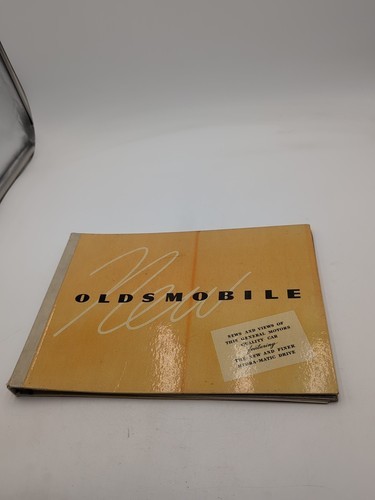 New
OLDSMOBILE
NEWS AND VIEWS OF
THIS GENERAL MOTORS
QUALITY CAR
featuring
THE NEW AND FINER
HYDRA-MATIC DRIVE